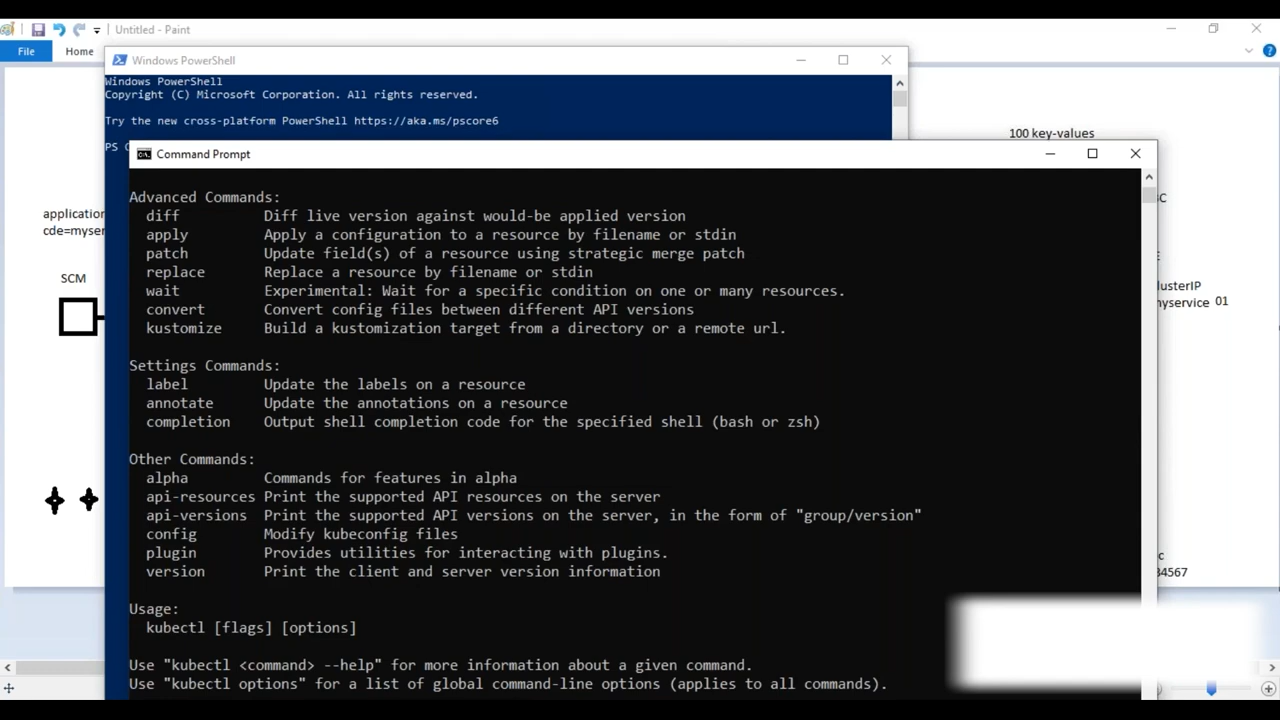 Untitled - Paint
File
Home
Windows PowerShell
Windows PowerShell
Copyright (C) Microsoft Corporation. All rights reserved.
Try the new cross-platform PowerShell https://aka.ms/pscore6
PS
100 key-values
Command Prompt
application
cde=myser
SCM
lusterIP
yservice 01
34567
Advanced Commands:
diff Diff live version against would-be applied version
apply Apply a configuration to a resource by filename or stdin
patch Update field(s) of a resource using strategic merge patch
replace Replace a resource by filename or stdin
wait Experimental: Wait for a specific condition on one or many resources.
convert Convert config files between different API versions
kustomize Build a kustomization target from a directory or a remote url.
Settings Commands:
label Update the labels on a resource
annotate Update the annotations on a resource
completion Output shell completion code for the specified shell (bash or zsh)
Other Commands:
alpha Commands for features in alpha
api-resources Print the supported API resources on the server
api-versions Print the supported API versions on the server, in the form of "group/version"
config Modify kubeconfig files
plugin Provides utilities for interacting with plugins.
version Print the client and server version information
Usage:
kubectl [flags] [options]
Use "kubectl <command> --help" for more information about a given command.
Use "kubectl options" for a list of global command-line options (applies to all commands).